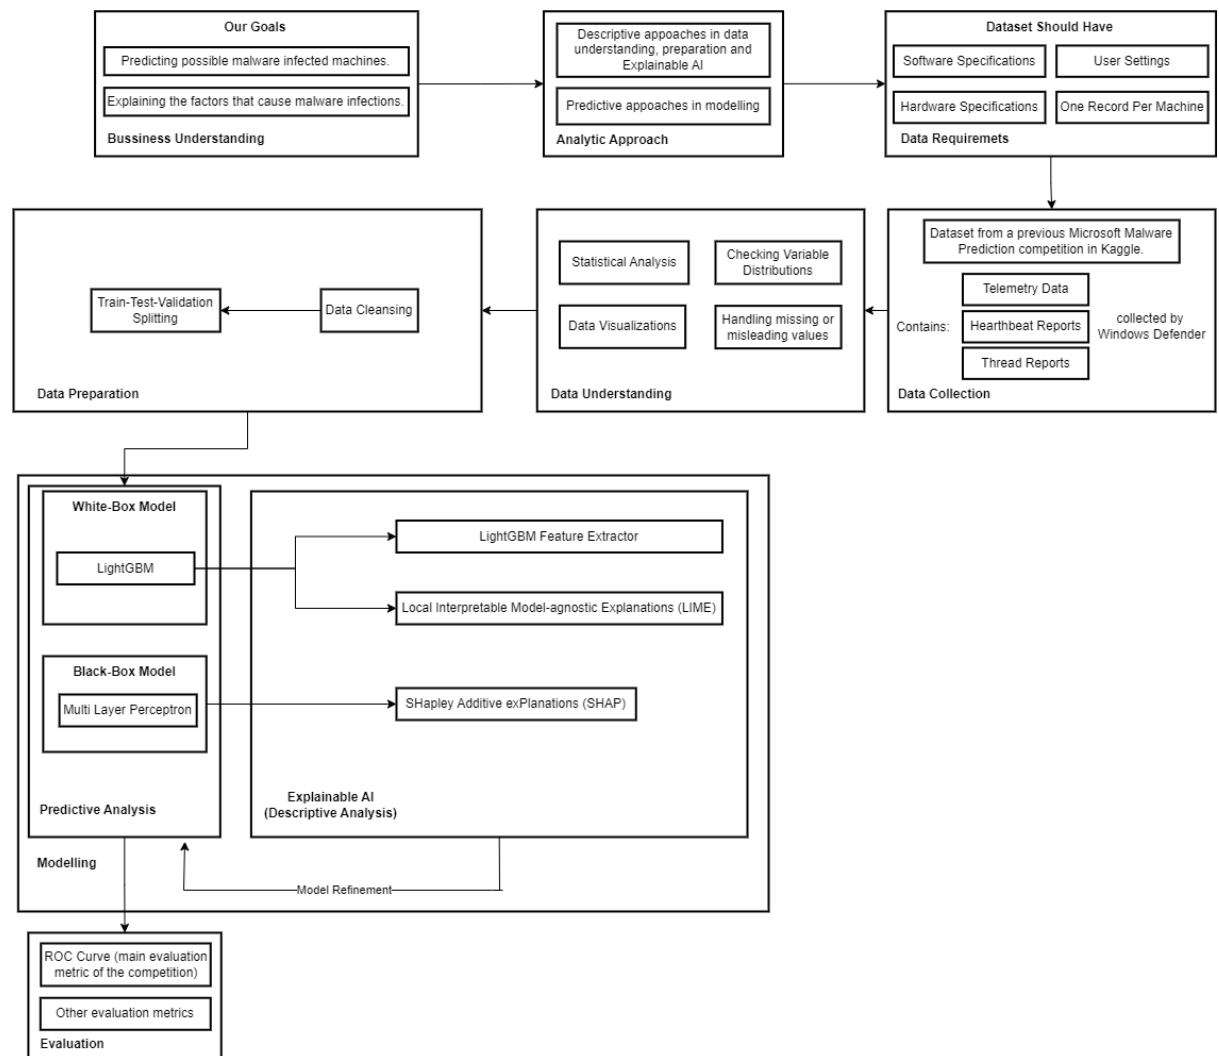 Our Goals
Predicting possible malware infected machines.
Explaining the factors that cause malware infections.
Bussiness Understanding
Descriptive appoaches in data
understanding, preparation and
Explainable AI
Predictive appoaches in modelling
Analytic Approach
Dataset Should Have
Software Specifications
User Settings
Hardware Specifications
One Record Per Machine
Data Requiremets
Dataset from a previous Microsoft Malware
Prediction competition in Kaggle.
Contains:
Telemetry Data
Hearthbeat Reports
Thread Reports
collected by
Windows Defender
Data Collection
Statistical Analysis
Checking Variable
Distributions
Data Visualizations
Handling missing or
misleading values
Data Understanding
Train-Test-Validation
Splitting
Data Cleansing
Data Preparation
White-Box Model
LightGBM
Black-Box Model
Multi Layer Perceptron
Predictive Analysis
LightGBM Feature Extractor
Local Interpretable Model-agnostic Explanations (LIME)
SHapley Additive exPlanations (SHAP)
Explainable AI
(Descriptive Analysis)
Modelling
Model Refinement
ROC Curve (main evaluation
metric of the competition)
Other evaluation metrics
Evaluation